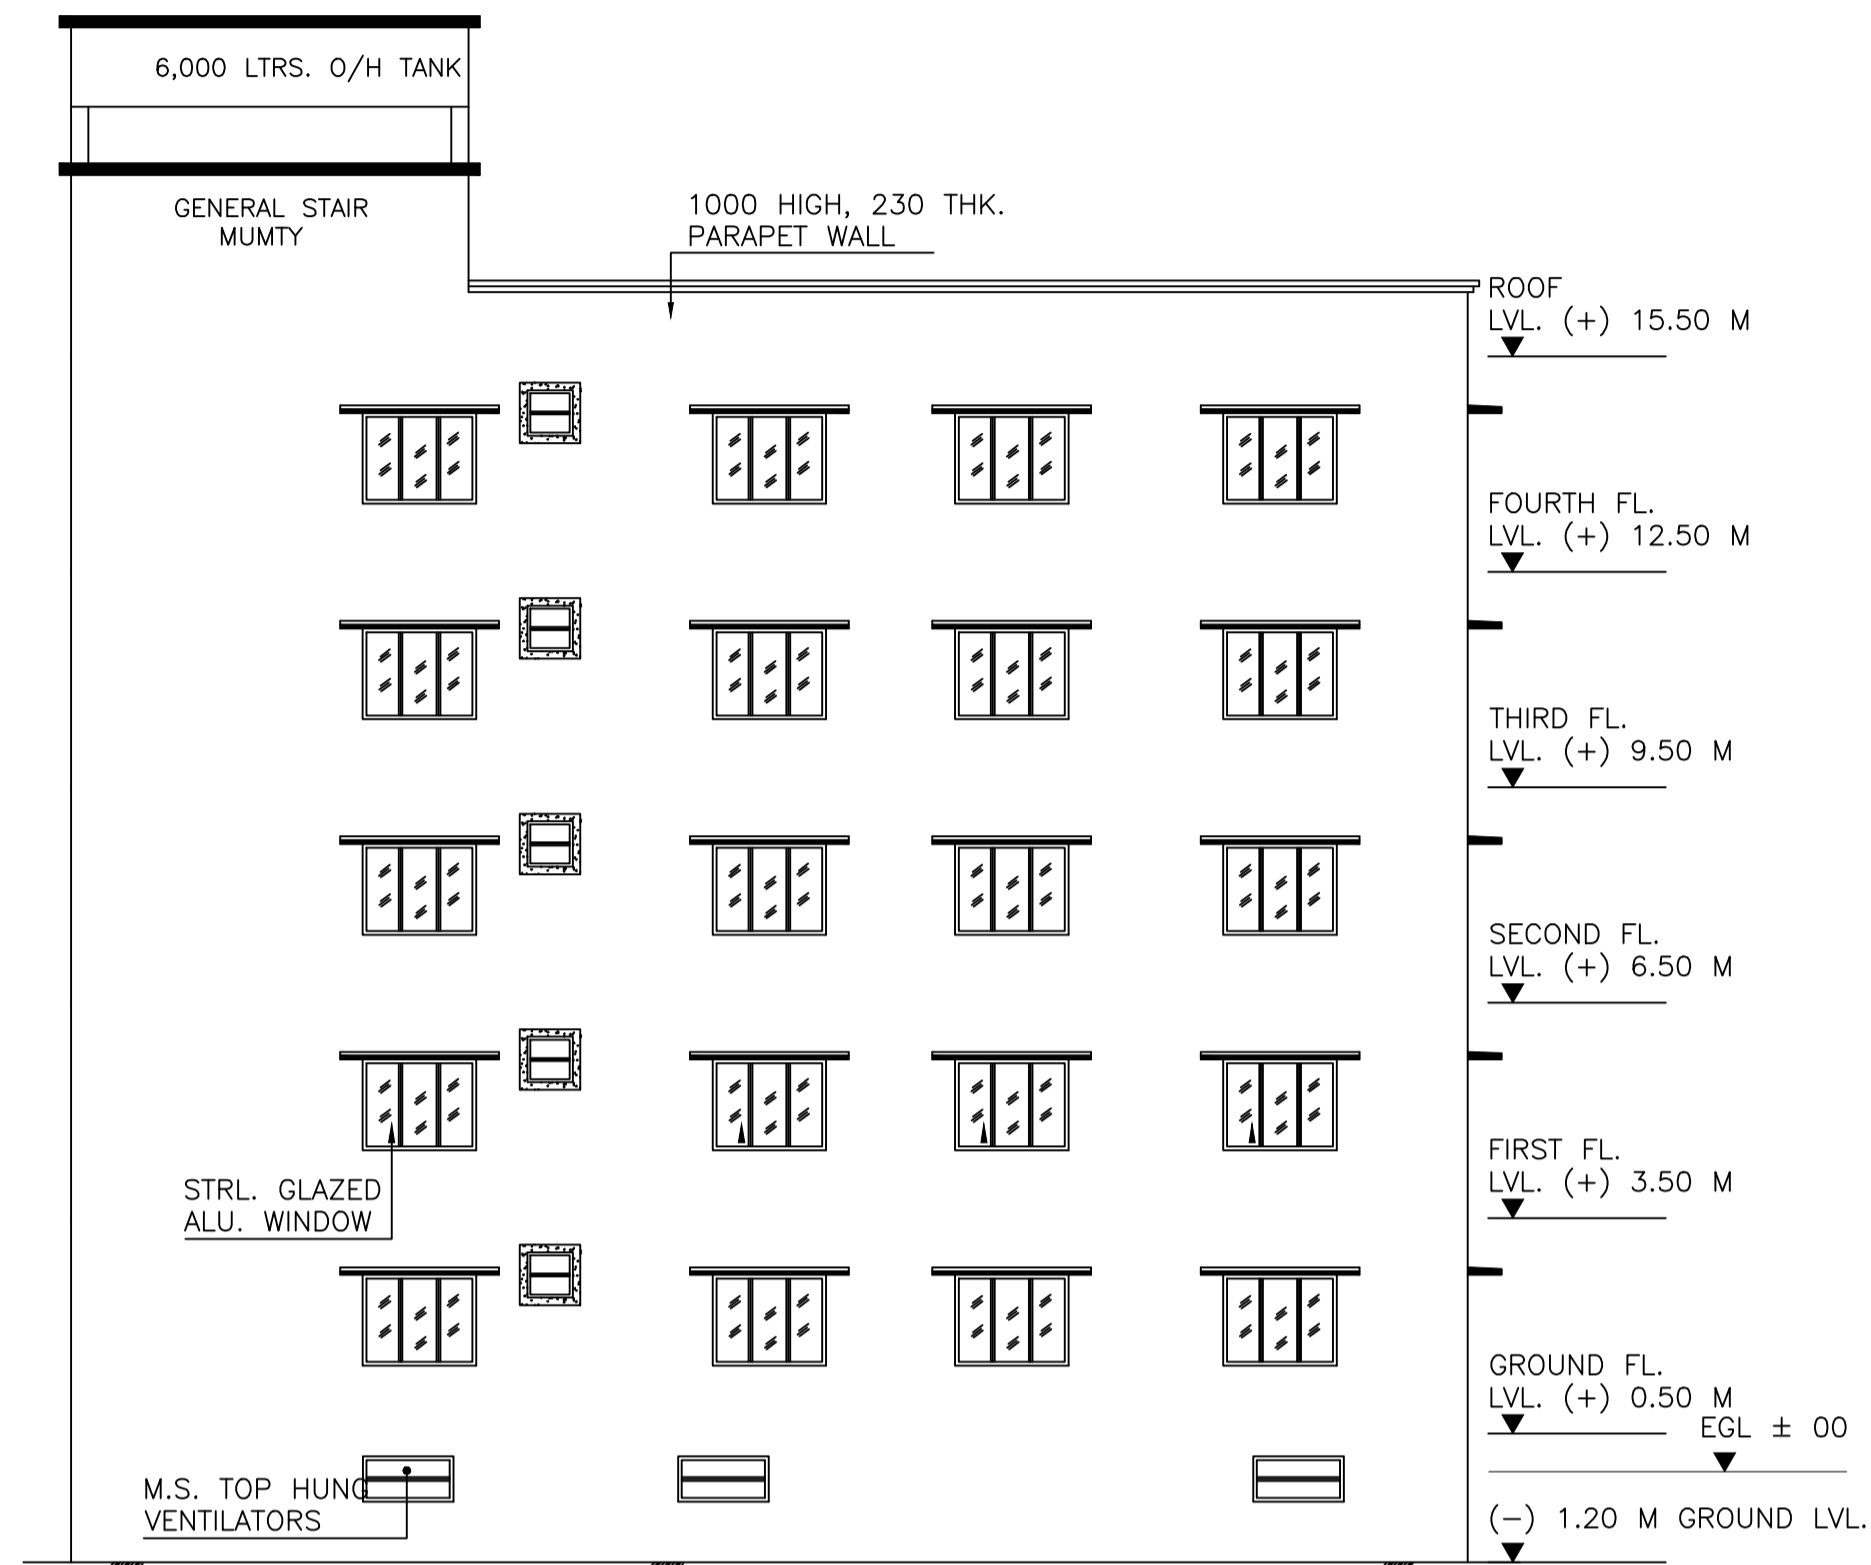 6,000 LTRS. O/H TANK
GENERAL STAIR
MUMTY
1000 HIGH, 230 THK.
PARAPET WALL
ROOF
LVL. (+) 15.50 M
FOURTH FL.
LVL. (+) 12.50 M
THIRD FL.
LVL. (+) 9.50 M
SECOND FL.
LVL. (+) 6.50 M
FIRST FL.
LVL. (+) 3.50 M
STRL. GLAZED
ALU. WINDOW
GROUND FL.
LVL. (+) 0.50 M
EGL ± 00
M.S. TOP HUNG
VENTILATORS
(-) 1.20 M GROUND LVL.